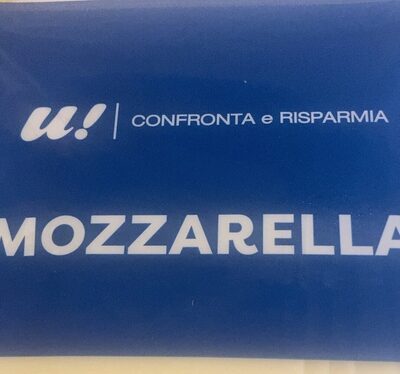 u! | CONFRONTA e RISPARMIA
MOZZARELLA